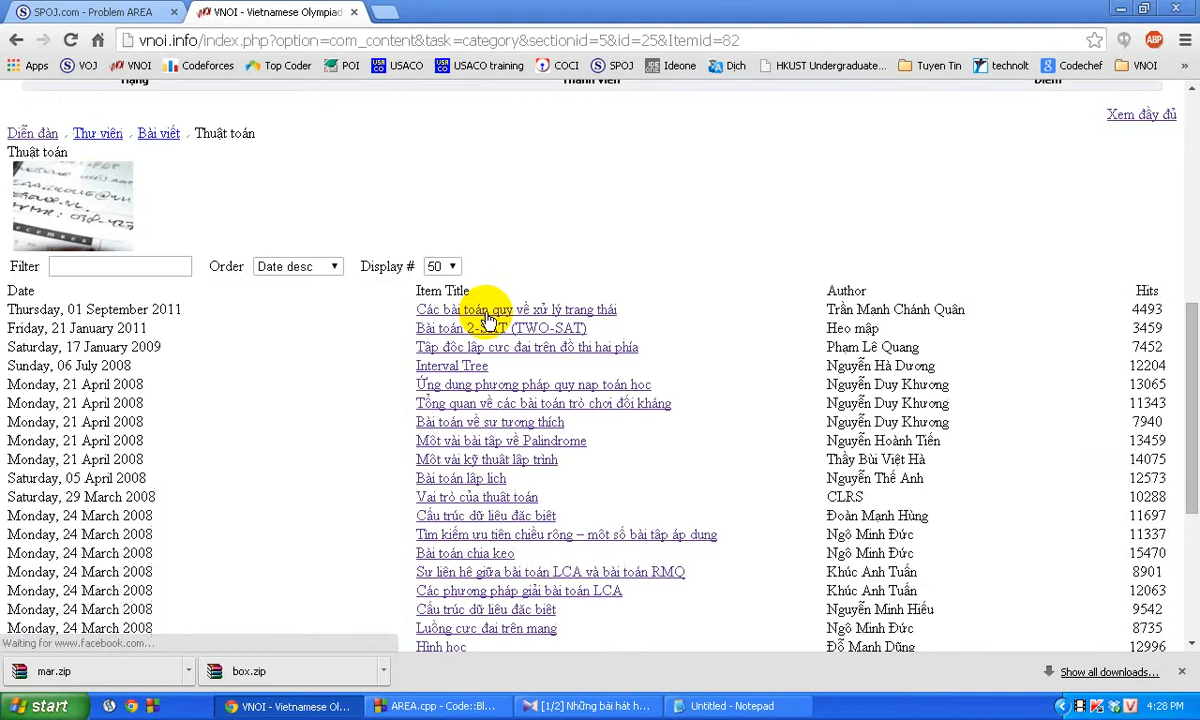 SPOJ.com - Problem AREA
VNOI - Vietnamese Olympiad
vnoi.info/index.php?option=com_content&task=category&sectionid=5&id=25&Itemid=82
ABP
Apps VOJ VNOI Codeforces Top Coder POI USACO USACO training COCI SPOJ Ideone Dịch HKUST Undergraduate... Tuyen Tin technolt Codechef VNOI »
Hạng Thành viên Điểm
Xem đầy đủ
Diễn đàn Thư viện Bài viết Thuật toán
Thuật toán
Filter Order Date desc Display # 50
Date Item Title Author Hits
Thursday, 01 September 2011 Các bài toán quy về xử lý trạng thái Trần Mạnh Chánh Quân 4493
Friday, 21 January 2011 Bài toán 2-SAT (TWO-SAT) Heo mập 3459
Saturday, 17 January 2009 Tập độc lập cực đại trên đồ thị hai phía Phạm Lê Quang 7452
Sunday, 06 July 2008 Interval Tree Nguyễn Hà Dương 12204
Monday, 21 April 2008 Ứng dụng phương pháp quy nạp toán học Nguyễn Duy Khương 13065
Monday, 21 April 2008 Tổng quan về các bài toán trò chơi đối kháng Nguyễn Duy Khương 11343
Monday, 21 April 2008 Bài toán về sự tương thích Nguyễn Duy Khương 7940
Monday, 21 April 2008 Một vài bài tập về Palindrome Nguyễn Hoành Tiến 13459
Monday, 21 April 2008 Một vài kỹ thuật lập trình Thầy Bùi Việt Hà 14075
Saturday, 05 April 2008 Bài toán lập lịch Nguyễn Thế Anh 12573
Saturday, 29 March 2008 Vai trò của thuật toán CLRS 10288
Monday, 24 March 2008 Cấu trúc dữ liệu đặc biệt Đoàn Mạnh Hùng 11697
Monday, 24 March 2008 Tìm kiếm ưu tiên chiều rộng – một số bài tập áp dụng Ngô Minh Đức 11337
Monday, 24 March 2008 Bài toán chia kẹo Ngô Minh Đức 15470
Monday, 24 March 2008 Sự liên hệ giữa bài toán LCA và bài toán RMQ Khúc Anh Tuấn 8901
Monday, 24 March 2008 Các phương pháp giải bài toán LCA Khúc Anh Tuấn 12063
Monday, 24 March 2008 Cấu trúc dữ liệu đặc biệt Nguyễn Minh Hiếu 9542
Monday, 24 March 2008 Luồng cực đại trên mạng Ngô Minh Đức 8735
Hình học Đỗ Mạnh Dũng 12996
Waiting for www.facebook.com...
mar.zip box.zip Show all downloads...
start VNOI - Vietnamese Ol... AREA.cpp - Code::Bl... [1/2] Những bài hát h... Untitled - Notepad 4:28 PM